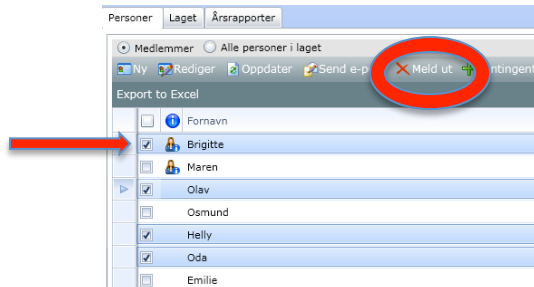 Personer Laget Årsrapporter
Medlemmer Alle personer i laget
Ny Rediger Oppdater Send e-p Meld ut ntingent
Export to Excel
Fornavn
Brigitte
Maren
Olav
Osmund
Helly
Oda
Emilie